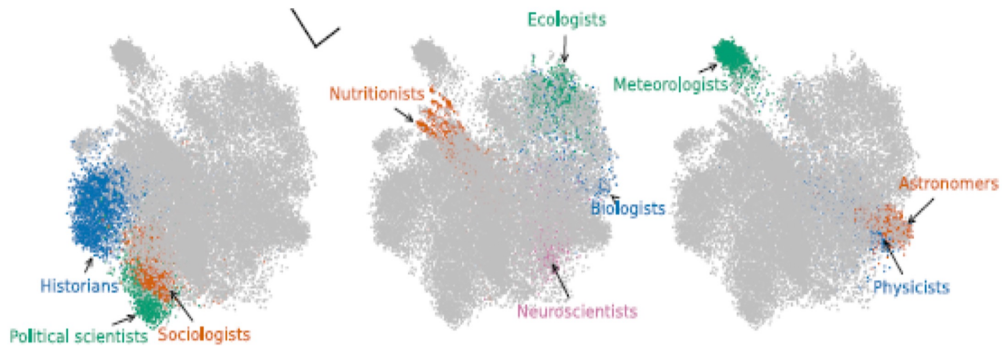 Ecologists
Nutritionists
Meteorologists
Astronomers
Biologists
Historians
Physicists
Neuroscientists
Political scientists
Sociologists